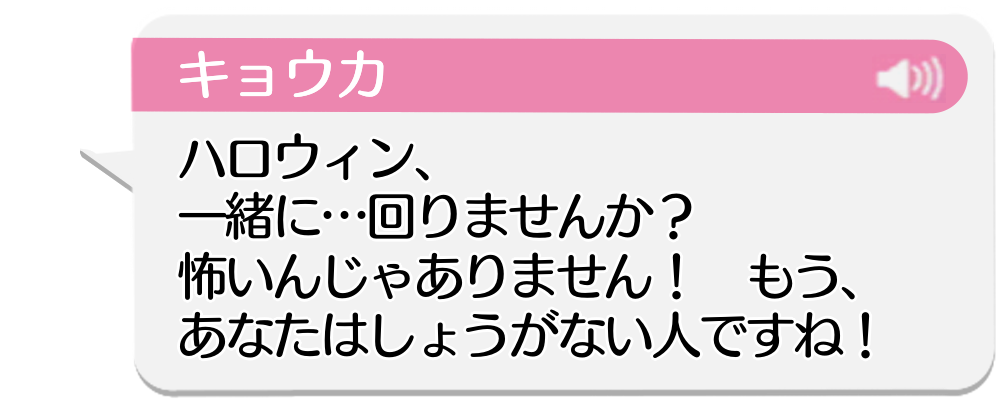 キョウカ
ハロウィン、
一緒に…回りませんか？
怖いんじゃありません！　もう、
あなたはしょうがない人ですね！